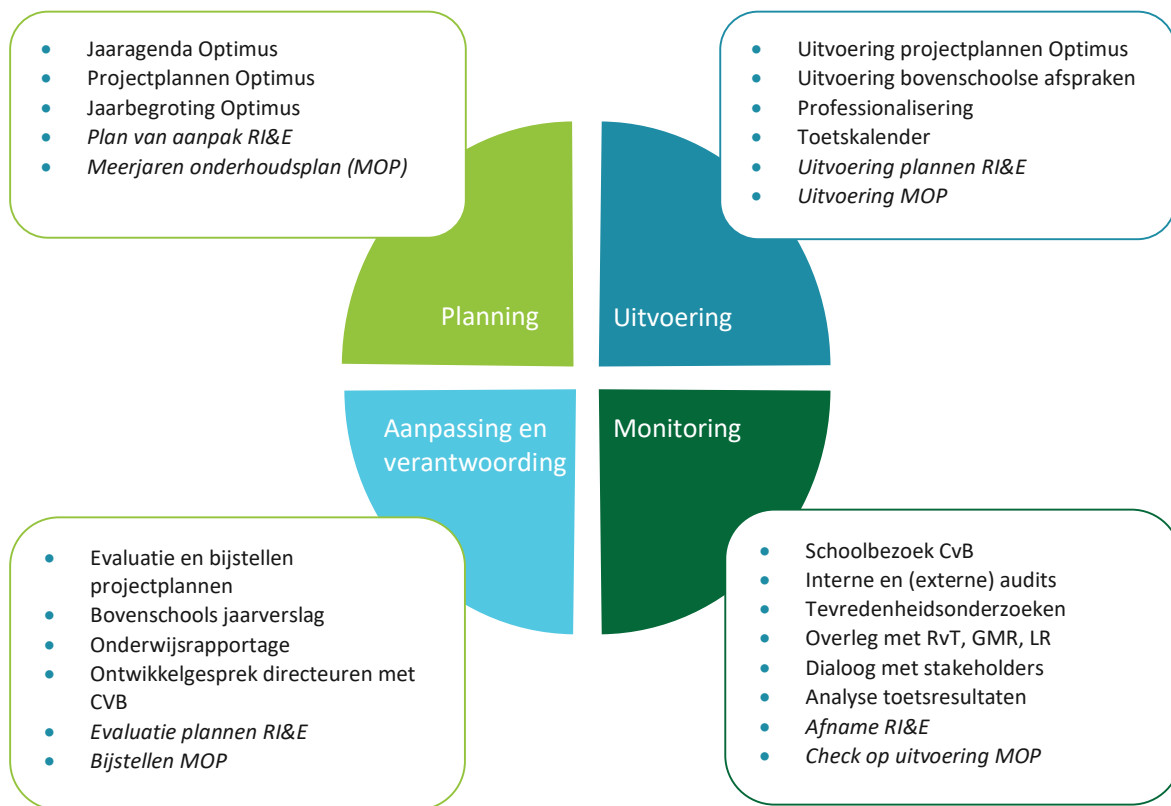 • Jaaragenda Optimus
• Projectplannen Optimus
• Jaarbegroting Optimus
• Plan van aanpak RI&E
• Meerjaren onderhoudsplan (MOP)
• Uitvoering projectplannen Optimus
• Uitvoering bovenschoolse afspraken
• Professionalisering
• Toetskalender
• Uitvoering plannen RI&E
• Uitvoering MOP
Planning
Uitvoering
Aanpassing en
verantwoording
Monitoring
• Evaluatie en bijstellen
projectplannen
• Bovenschools jaarverslag
• Onderwijsrapportage
• Ontwikkelgesprek directeuren met
CVB
• Evaluatie plannen RI&E
• Bijstellen MOP
• Schoolbezoek CvB
• Interne en (externe) audits
• Tevredenheidsonderzoeken
• Overleg met RvT, GMR, LR
• Dialoog met stakeholders
• Analyse toetsresultaten
• Afname RI&E
• Check op uitvoering MOP